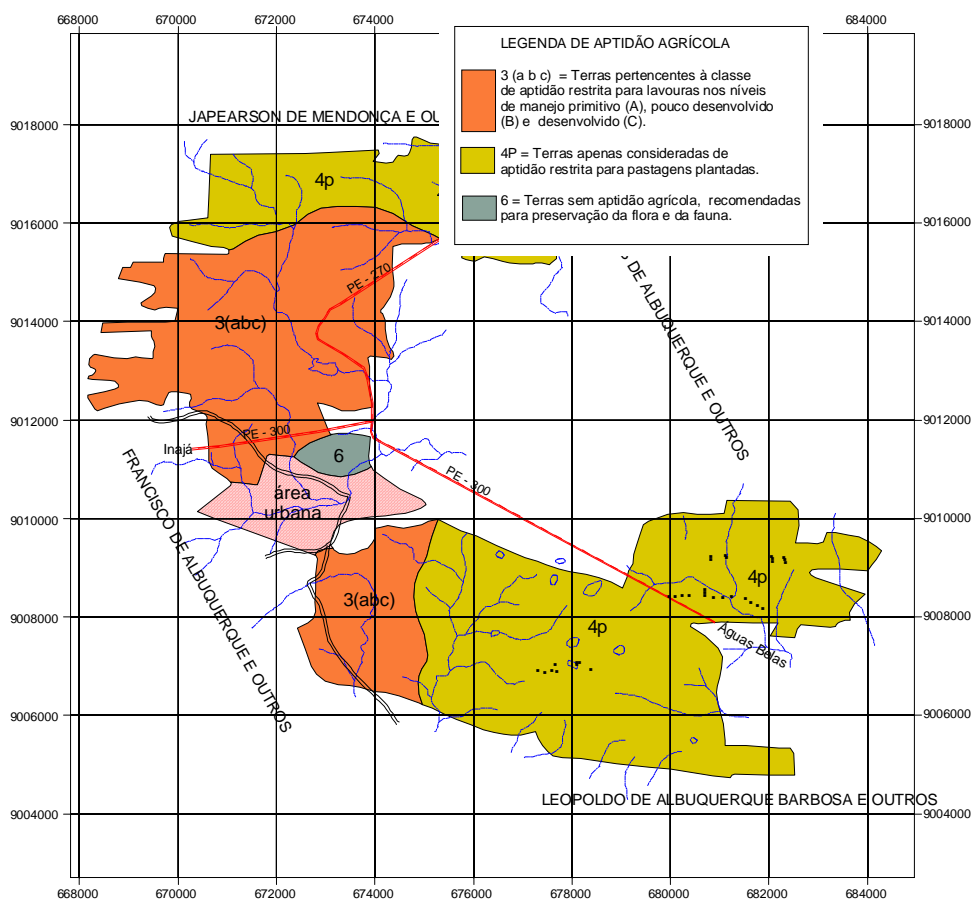 668000 670000 672000 674000 684000
LEGENDA DE APTIDÃO AGRÍCOLA
3 (a b c) = Terras pertencentes à classe
de aptidão restrita para lavouras nos níveis
de manejo primitivo (A), pouco desenvolvido
(B) e desenvolvido (C).
4P = Terras apenas consideradas de
aptidão restrita para pastagens plantadas.
6 = Terras sem aptidão agrícola, recomendadas
para preservação da flora e da fauna.
9018000
9018000
JAPEARSON DE MENDONÇA E OU
4p
9016000
9016000
DE ALBUQUERQUE E OUTROS
PE - 270
3(abc)
9014000
9014000
9012000
9012000
PE - 300
Inajá
6
PE - 300
FRANCISCO DE ALBUQUERQUE E OUTROS
área
urbana
9010000
9010000
4p
3(abc)
9008000
9008000
4p
Águas Belas
9006000
9006000
LEOPOLDO DE ALBUQUERQUE BARBOSA E OUTROS
9004000
9004000
668000 670000 672000 674000 676000 678000 680000 682000 684000